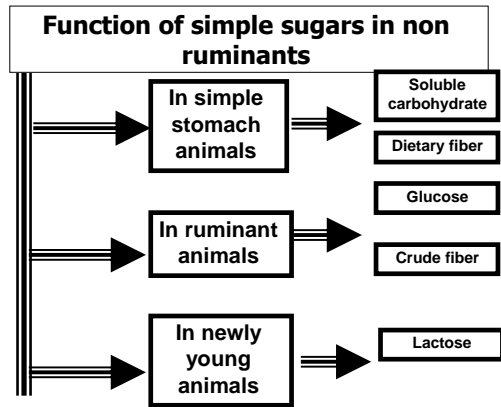 Function of simple sugars in non
ruminants
In simple
stomach
animals
Soluble
carbohydrate
Dietary fiber
In ruminant
animals
Glucose
Crude fiber
In newly
young
animals
Lactose